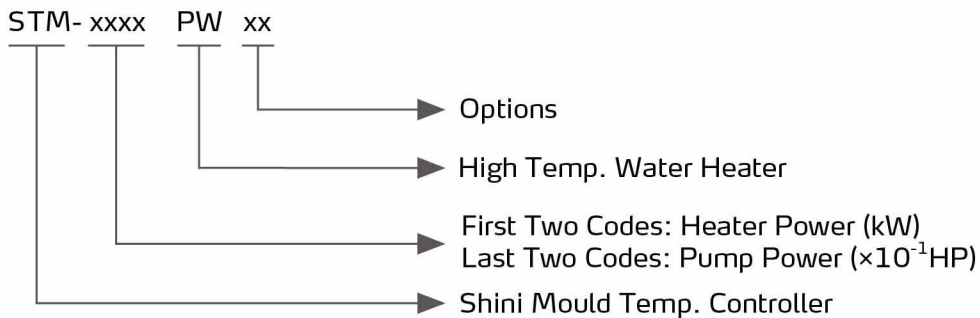 STM- xxxx PW xx
Options
High Temp. Water Heater
First Two Codes: Heater Power (kW)
Last Two Codes: Pump Power (×10⁻¹HP)
Shini Mould Temp. Controller